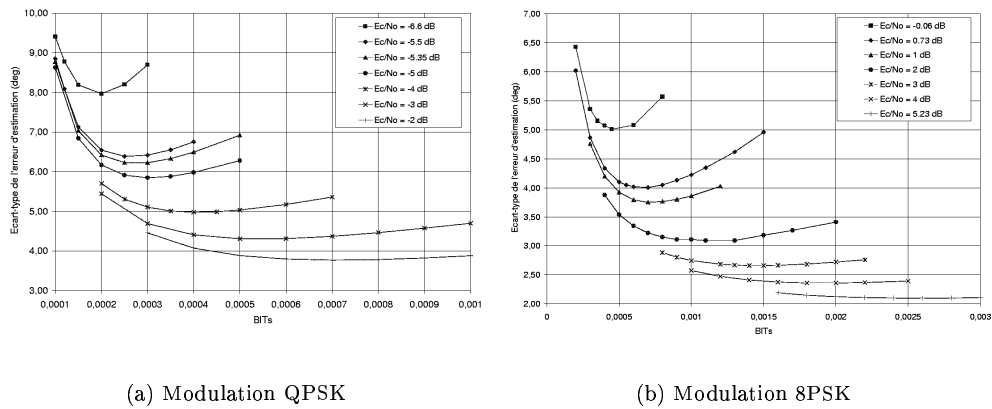 10,00
9,00
8,00
7,00
6,00
5,00
4,00
3,00
Ecart-type de l'erreur d'estimation (deg)
0,0001
0,0002
0,0003
0,0004
0,0005
0,0006
0,0007
0,0008
0,0009
0,001
BITs
Ec/No = -6.6 dB
Ec/No = -5.5 dB
Ec/No = -5.35 dB
Ec/No = -5 dB
Ec/No = -4 dB
Ec/No = -3 dB
Ec/No = -2 dB
(a) Modulation QPSK
7,00
6,50
6,00
5,50
5,00
4,50
4,00
3,50
3,00
2,50
2,00
Ecart-type de l'erreur d'estimation (deg)
0
0,0005
0,001
0,0015
0,002
0,0025
0,003
BITs
Ec/No = -0.06 dB
Ec/No = 0.73 dB
Ec/No = 1 dB
Ec/No = 2 dB
Ec/No = 3 dB
Ec/No = 4 dB
Ec/No = 5.23 dB
(b) Modulation 8PSK